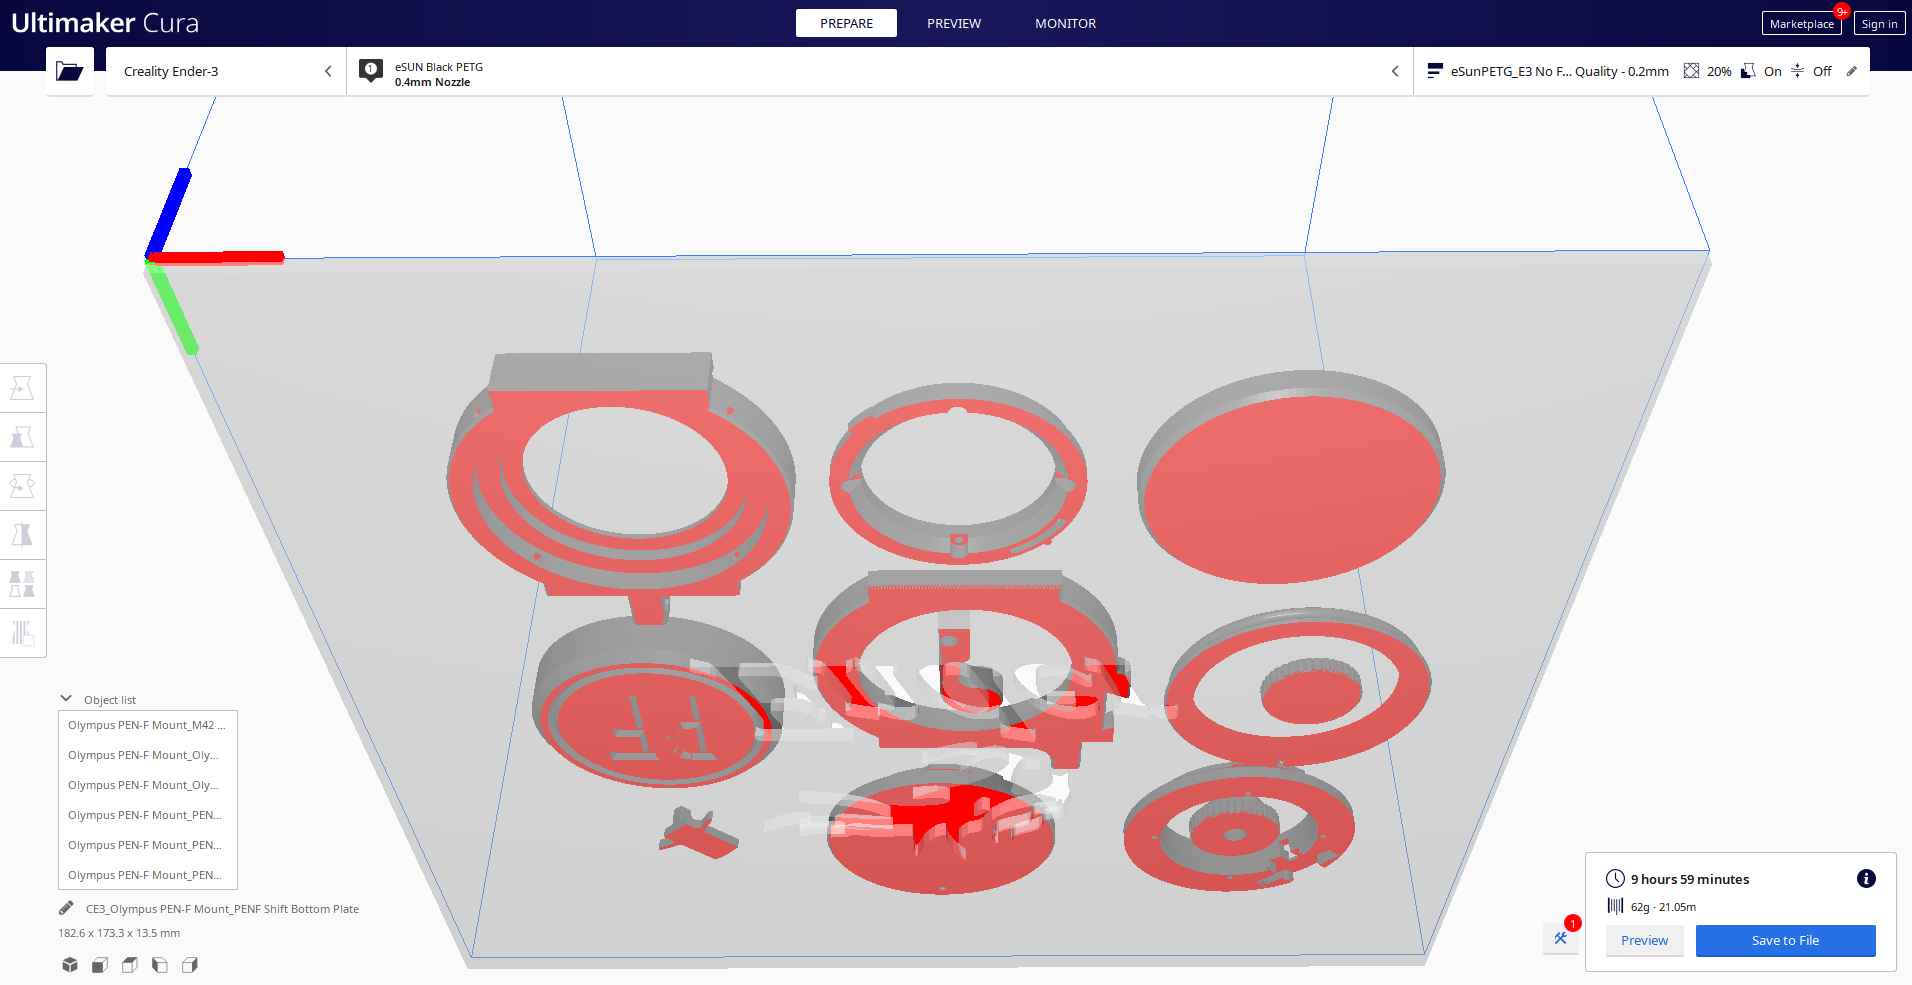 Ultimaker Cura
PREPARE
PREVIEW
MONITOR
Marketplace
9+
Sign in
Creality Ender-3
1
eSUN Black PETG
0.4mm Nozzle
eSunPETG_E3 No F... Quality - 0.2mm
20%
On
Off
Object list
Olympus PEN-F Mount_M42 ...
Olympus PEN-F Mount_Oly...
Olympus PEN-F Mount_Oly...
Olympus PEN-F Mount_PEN...
Olympus PEN-F Mount_PEN...
Olympus PEN-F Mount_PEN...
CE3_Olympus PEN-F Mount_PENF Shift Bottom Plate
182.6 x 173.3 x 13.5 mm
9 hours 59 minutes
62g · 21.05m
1
Preview
Save to File